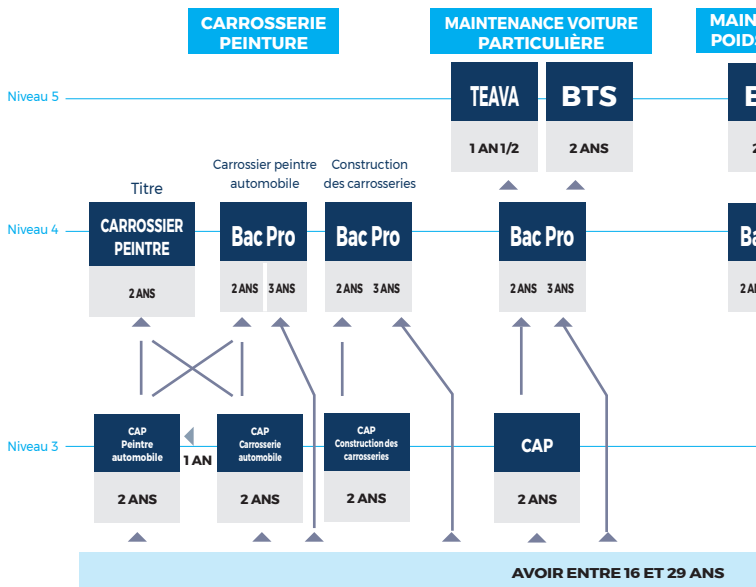 CARROSSERIE
PEINTURE
MAINTENANCE VOITURE
PARTICULIÈRE
Niveau 5
TEAVA
BTS
1 AN 1/2
2 ANS
Carrossier peintre
automobile
Construction
des carrosseries
Titre
Niveau 4
CARROSSIER
PEINTRE
Bac Pro
Bac Pro
Bac Pro
2 ANS
2 ANS
3 ANS
2 ANS
3 ANS
2 ANS
3 ANS
Niveau 3
CAP
Peintre
automobile
1 AN
CAP
Carrosserie
automobile
CAP
Construction des
carrosseries
CAP
2 ANS
2 ANS
2 ANS
2 ANS
AVOIR ENTRE 16 ET 29 ANS